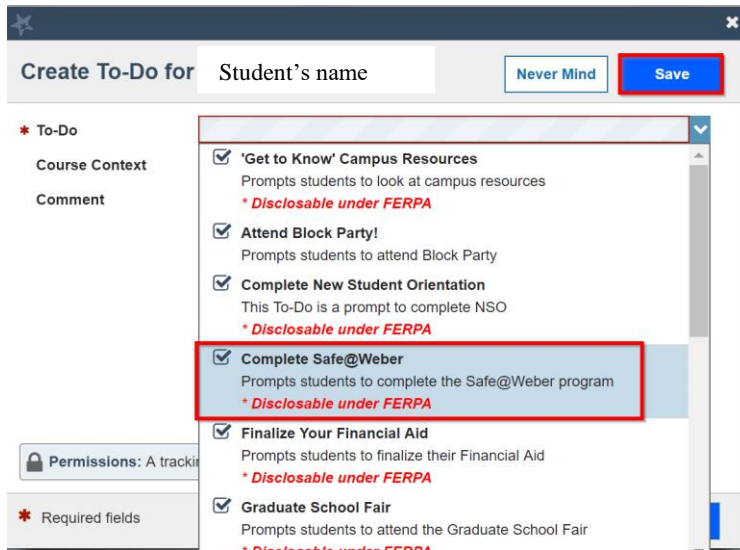 Create To-Do for Student's name
Never Mind
Save
* To-Do
Course Context
Comment
'Get to Know' Campus Resources
Prompts students to look at campus resources
* Disclosable under FERPA
Attend Block Party!
Prompts students to attend Block Party
Complete New Student Orientation
This To-Do is a prompt to complete NSO
* Disclosable under FERPA
Complete Safe@Weber
Prompts students to complete the Safe@Weber program
* Disclosable under FERPA
Finalize Your Financial Aid
Prompts students to finalize their Financial Aid
* Disclosable under FERPA
Graduate School Fair
Prompts students to attend the Graduate School Fair
* Disclosable under FERPA
Permissions: A
* Required fields